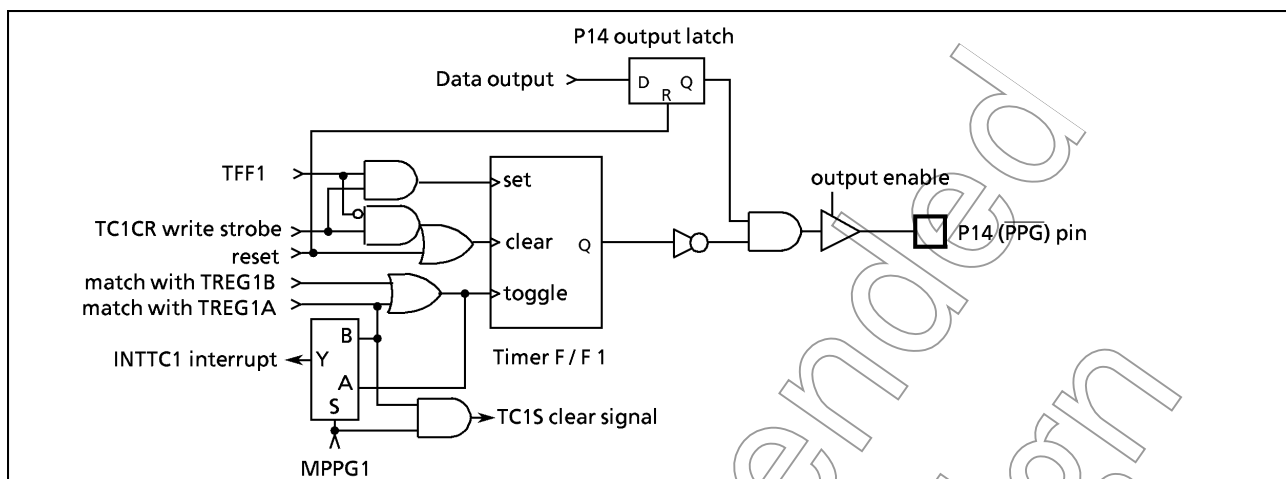 P14 output latch
Data output
D
Q
R
TFF1
set
output enable
TC1CR write strobe
clear
Q
P14 (PPG) pin
reset
match with TREG1B
toggle
match with TREG1A
B
INTTC1 interrupt
Y
Timer F / F 1
A
S
TC1S clear signal
MPPG1